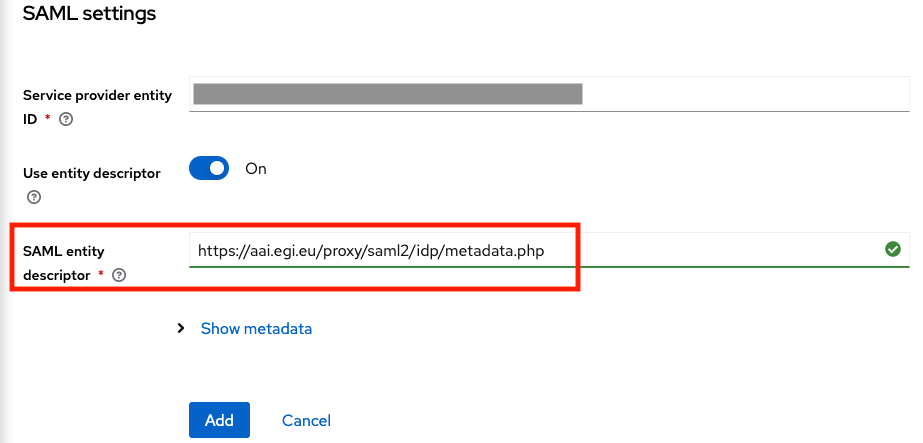 SAML settings
Service provider entity
ID *
Use entity descriptor
On
SAML entity
descriptor *
https://aai.egi.eu/proxy/saml2/idp/metadata.php
Show metadata
Add Cancel